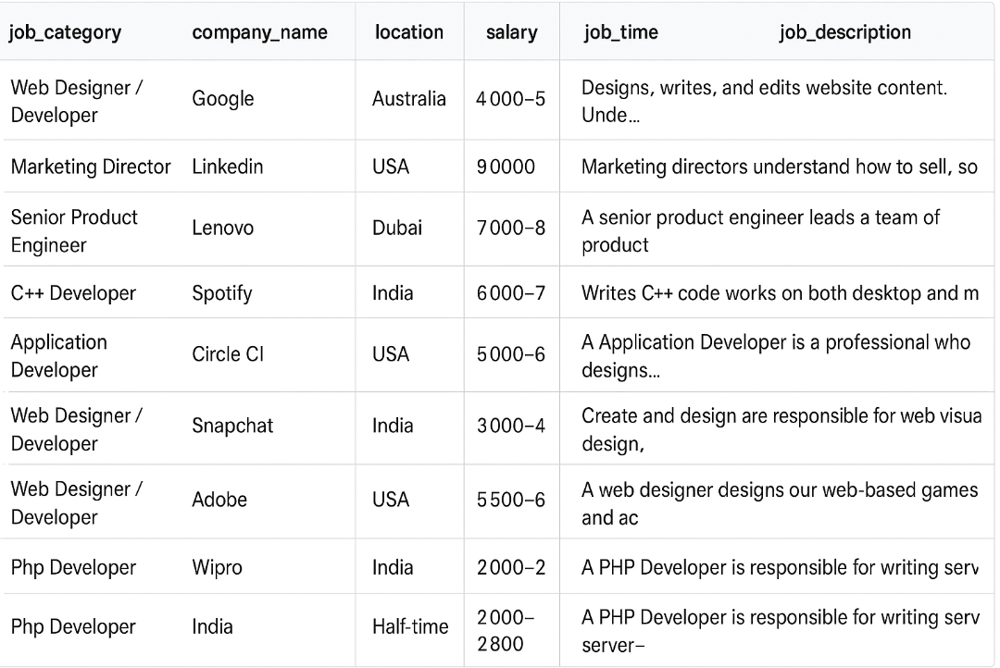 job_category company_name location salary job_time job_description
Web Designer / Developer Google Australia 4000–5 Designs, writes, and edits website content. Unde...
Marketing Director Linkedin USA 90000 Marketing directors understand how to sell, so
Senior Product Engineer Lenovo Dubai 7000–8 A senior product engineer leads a team of product
C++ Developer Spotify India 6000–7 Writes C++ code works on both desktop and m
Application Developer Circle CI USA 5000–6 A Application Developer is a professional who designs...
Web Designer / Developer Snapchat India 3000–4 Create and design are responsible for web visua design,
Web Designer / Developer Adobe USA 5500–6 A web designer designs our web-based games and ac
Php Developer Wipro India 2000–2 A PHP Developer is responsible for writing serv
Php Developer India Half-time 2000–2800 A PHP Developer is responsible for writing serv server–